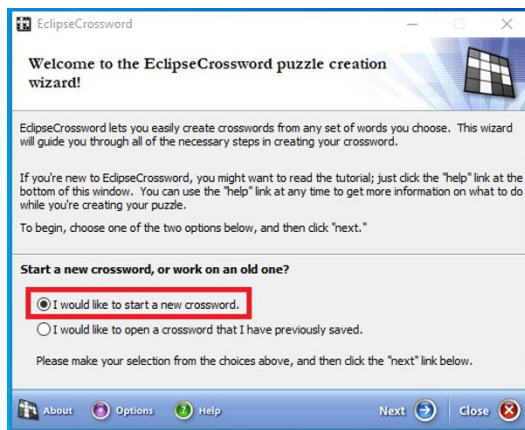 EclipseCrossword
Welcome to the EclipseCrossword puzzle creation
wizard!
EclipseCrossword lets you easily create crosswords from any set of words you choose. This wizard
will guide you through all of the necessary steps in creating your crossword.
If you're new to EclipseCrossword, you might want to read the tutorial; just click the "help" link at the
bottom of this window. You can use the "help" link at any time to get more information on what to do
while you're creating your puzzle.
To begin, choose one of the two options below, and then click "next."
Start a new crossword, or work on an old one?
I would like to start a new crossword.
I would like to open a crossword that I have previously saved.
Please make your selection from the choices above, and then click the "next" link below.
About Options Help Next Close